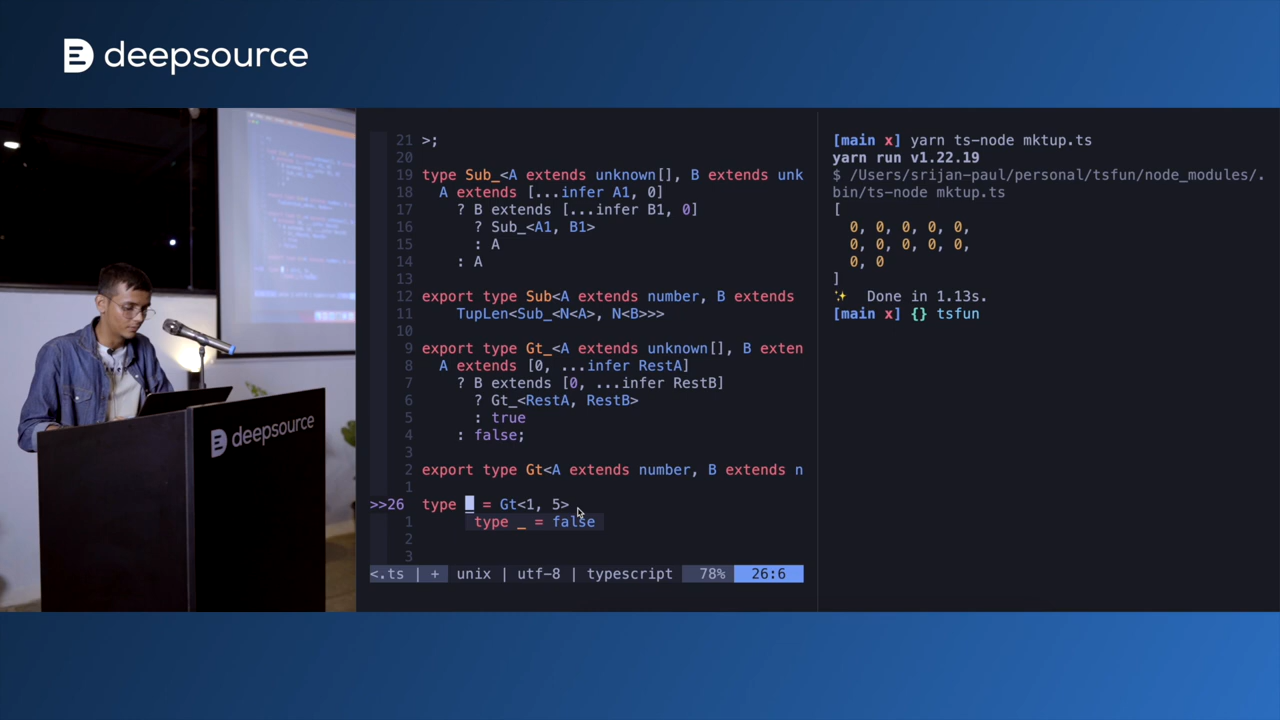 deepsource
deepsource
21 >;
20
19 type Sub_<A extends unknown[], B extends unk
18 A extends [...infer A1, 0]
17 ? B extends [...infer B1, 0]
16 ? Sub_<A1, B1>
15 : A
14 : A
13
12 export type Sub<A extends number, B extends
11 TupLen<Sub_<N<A>, N<B>>>
10
9 export type Gt_<A extends unknown[], B exten
8 A extends [0, ...infer RestA]
7 ? B extends [0, ...infer RestB]
6 ? Gt_<RestA, RestB>
5 : true
4 : false;
3
2 export type Gt<A extends number, B extends n
1
>>26 type _ = Gt<1, 5>
1 type _ = false
2
3
<.ts | + unix | utf-8 | typescript 78% 26:6
[main x] yarn ts-node mktup.ts
yarn run v1.22.19
$ /Users/srijan-paul/personal/tsfun/node_modules/.
bin/ts-node mktup.ts
[
0, 0, 0, 0, 0,
0, 0, 0, 0, 0,
0, 0
]
✨ Done in 1.13s.
[main x] {} tsfun